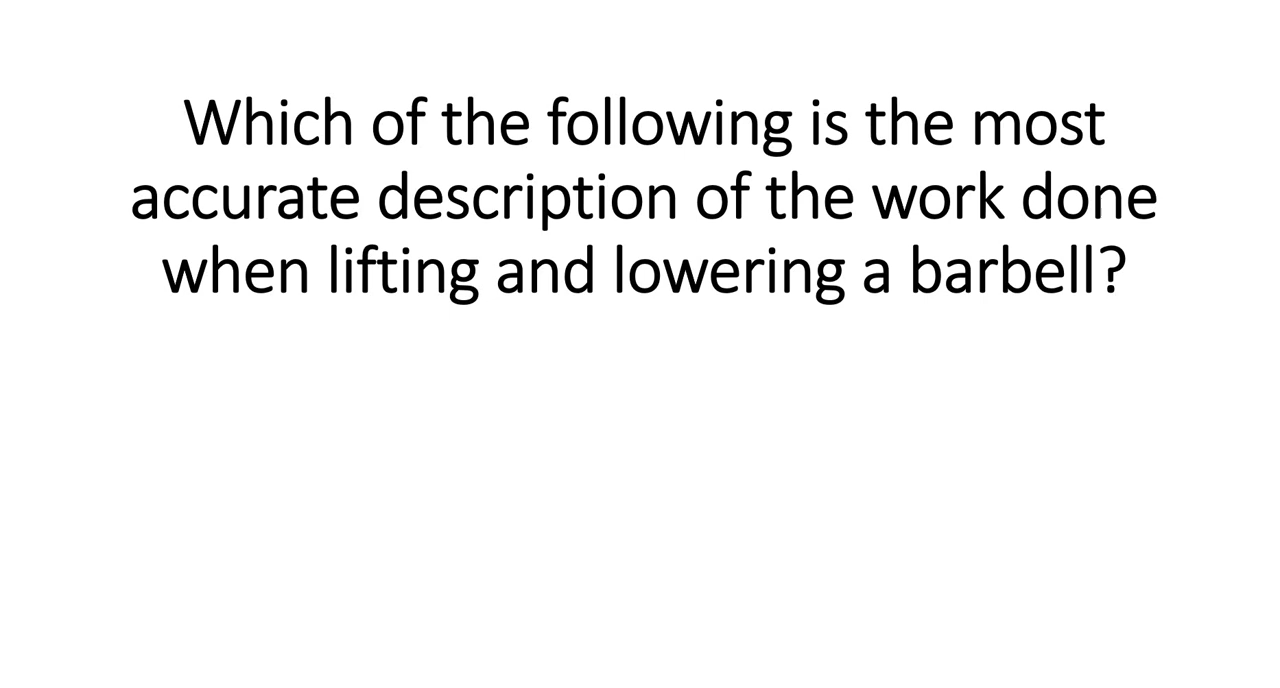 Which of the following is the most
accurate description of the work done
when lifting and lowering a barbell?